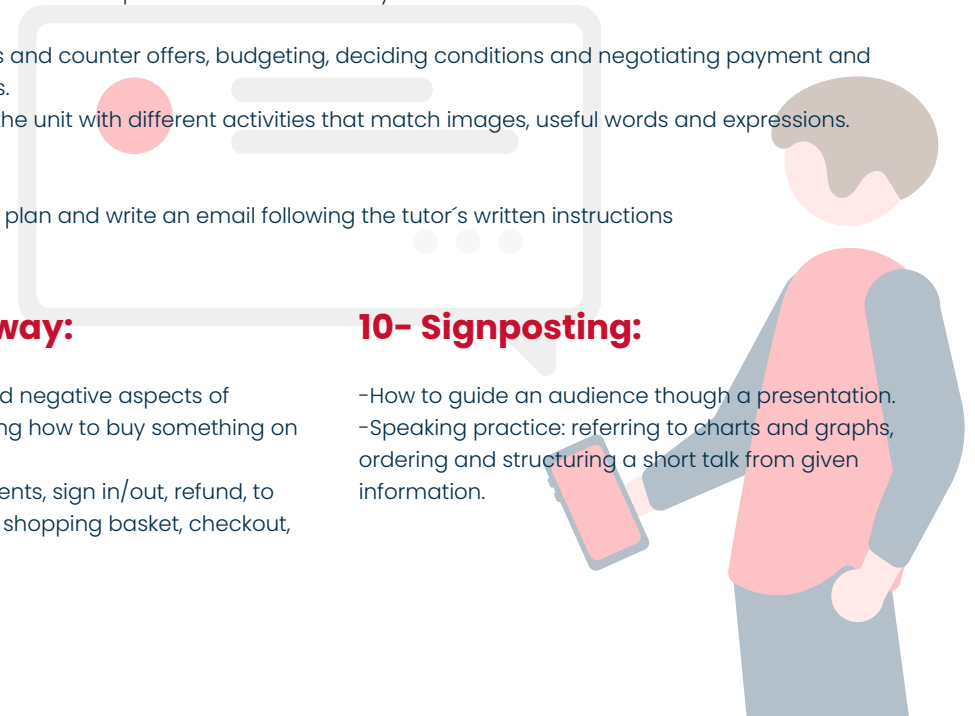 s and counter offers, budgeting, deciding conditions and negotiating payment and
s.
the unit with different activities that match images, useful words and expressions.
plan and write an email following the tutor´s written instructions
way:
d negative aspects of
ng how to buy something on
ents, sign in/out, refund, to
shopping basket, checkout,
10- Signposting:
-How to guide an audience though a presentation.
-Speaking practice: referring to charts and graphs,
ordering and structuring a short talk from given
information.